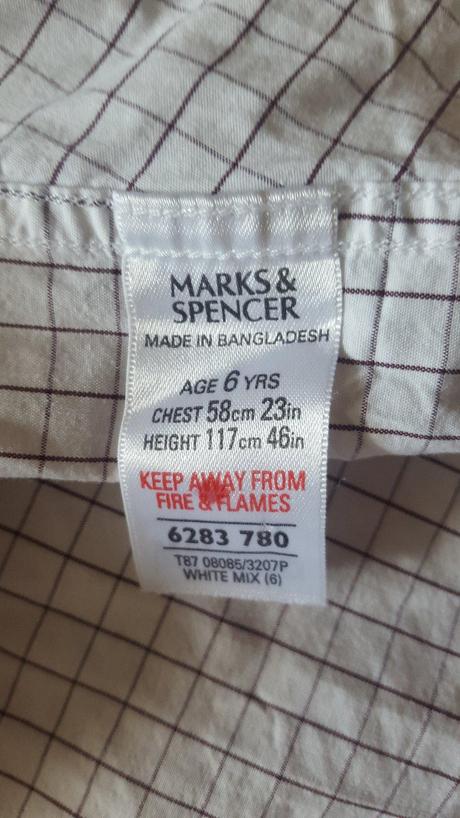 MARKS &
SPENCER
MADE IN BANGLADESH
AGE 6 YRS
CHEST 58cm 23in
HEIGHT 117cm 46in
KEEP AWAY FROM
FIRE & FLAMES
6283 780
T87 08085/3207P
WHITE MIX (6)